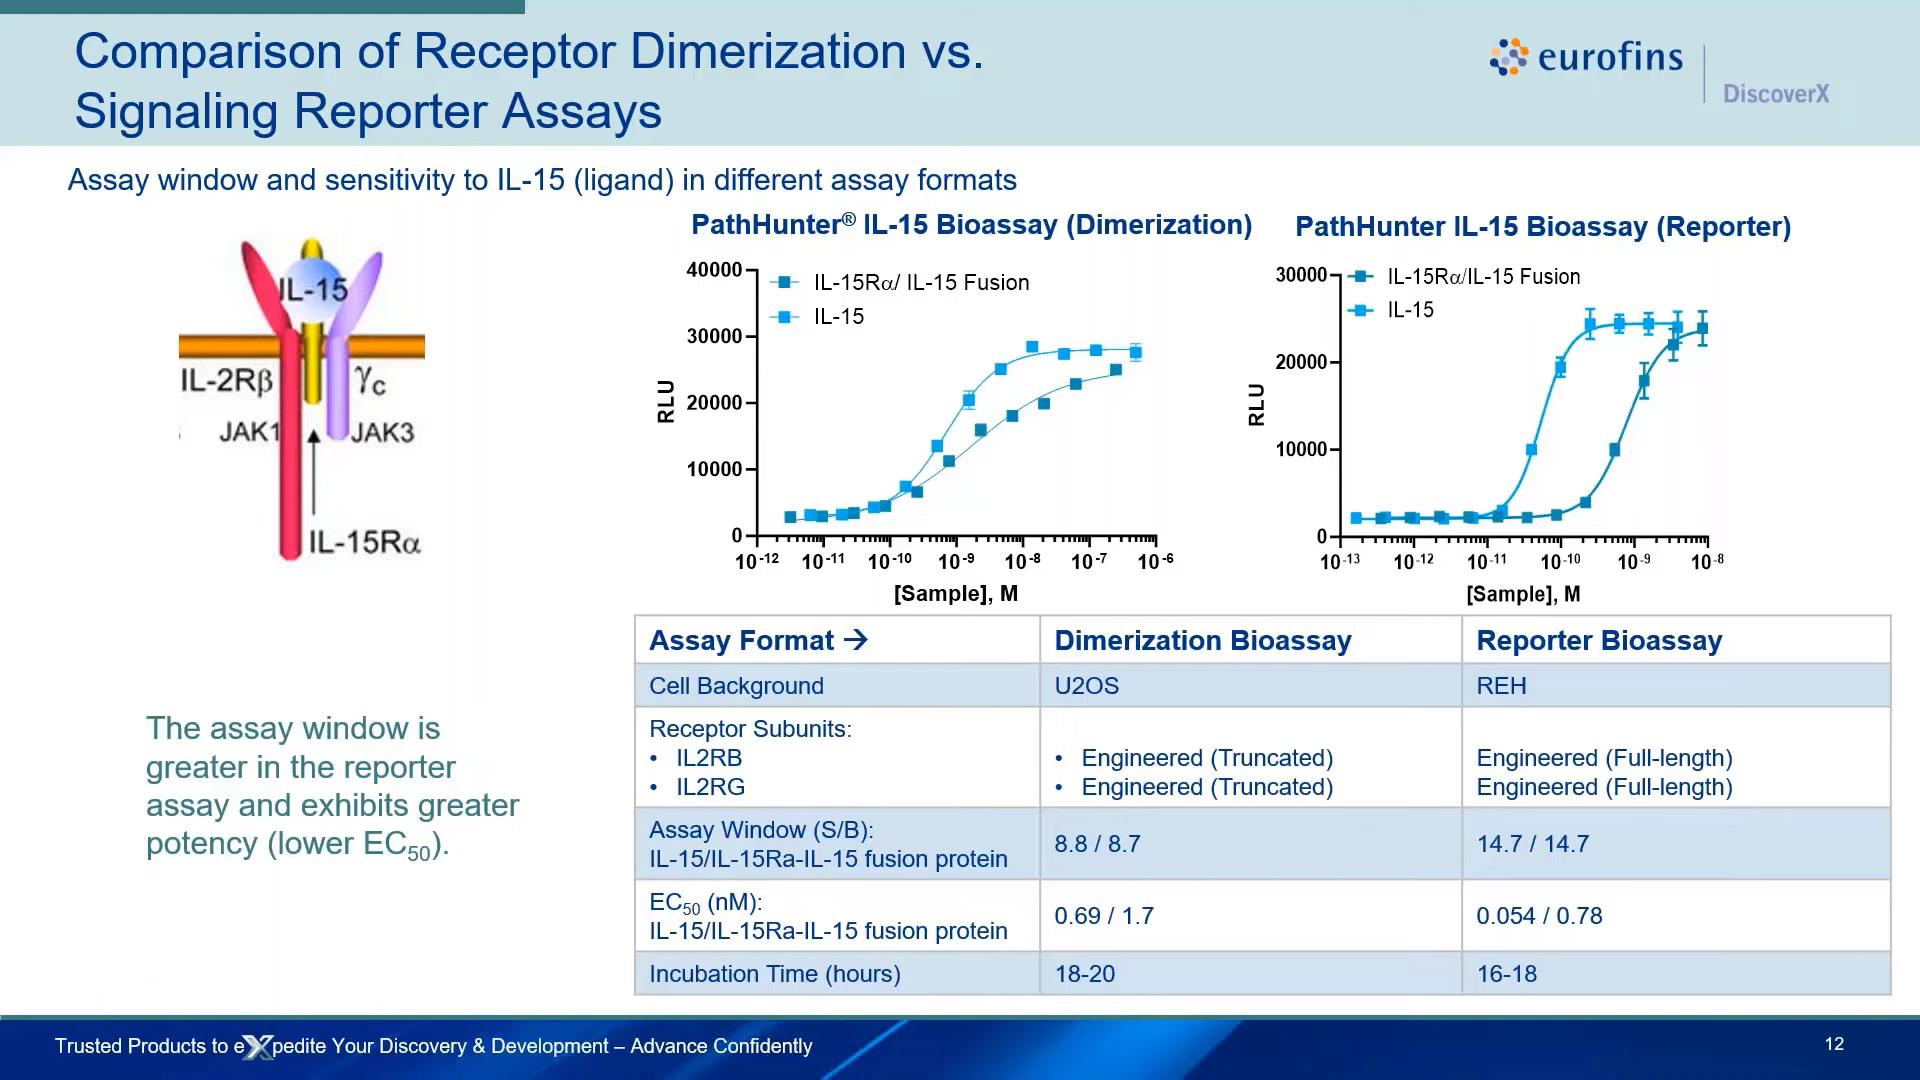 Comparison of Receptor Dimerization vs.
Signaling Reporter Assays
eurofins
DiscoverX
Assay window and sensitivity to IL-15 (ligand) in different assay formats
IL-15
IL-2Rβ
γc
JAK1
JAK3
IL-15Rα
The assay window is
greater in the reporter
assay and exhibits greater
potency (lower EC50).
PathHunter® IL-15 Bioassay (Dimerization)
40000
30000
20000
10000
0
RLU
IL-15Rα/ IL-15 Fusion
IL-15
10-12 10-11 10-10 10-9 10-8 10-7 10-6
[Sample], M
PathHunter IL-15 Bioassay (Reporter)
30000
20000
10000
0
RLU
IL-15Rα/IL-15 Fusion
IL-15
10-13 10-12 10-11 10-10 10-9 10-8
[Sample], M
Assay Format → Dimerization Bioassay Reporter Bioassay
Cell Background U2OS REH
Receptor Subunits:
• IL2RB • Engineered (Truncated) Engineered (Full-length)
• IL2RG • Engineered (Truncated) Engineered (Full-length)
Assay Window (S/B):
IL-15/IL-15Ra-IL-15 fusion protein 8.8 / 8.7 14.7 / 14.7
EC50 (nM):
IL-15/IL-15Ra-IL-15 fusion protein 0.69 / 1.7 0.054 / 0.78
Incubation Time (hours) 18-20 16-18
Trusted Products to eXpedite Your Discovery & Development – Advance Confidently
12